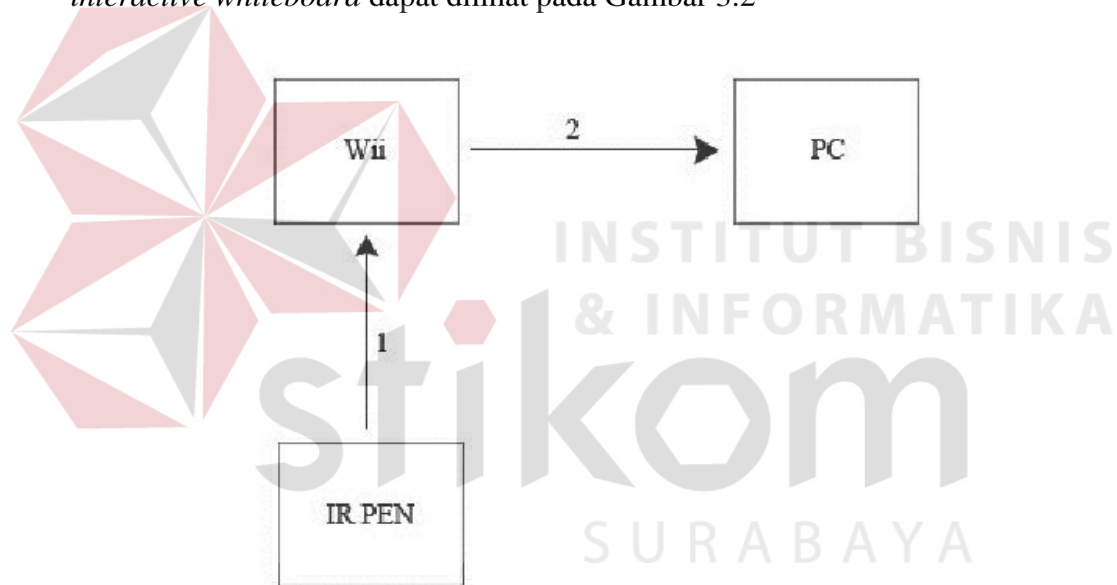 interactive whiteboard dapat dilihat pada Gambar 3.2
Wii
2
PC
INSTITUT BISNIS
& INFORMATIKA
1
stikom
IR PEN
SURABAYA